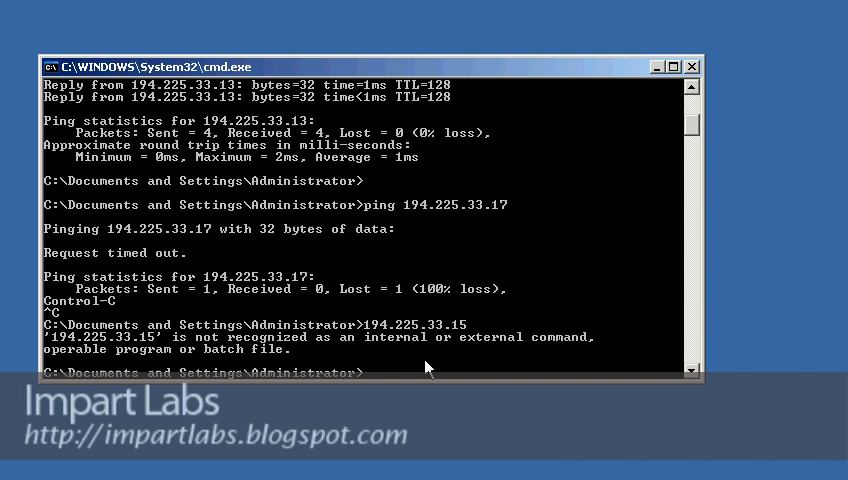 C:\WINDOWS\System32\cmd.exe
Reply from 194.225.33.13: bytes=32 time=1ms TTL=128
Reply from 194.225.33.13: bytes=32 time<1ms TTL=128
Ping statistics for 194.225.33.13:
Packets: Sent = 4, Received = 4, Lost = 0 (0% loss),
Approximate round trip times in milli-seconds:
Minimum = 0ms, Maximum = 2ms, Average = 1ms
C:\Documents and Settings\Administrator>
C:\Documents and Settings\Administrator>ping 194.225.33.17
Pinging 194.225.33.17 with 32 bytes of data:
Request timed out.
Ping statistics for 194.225.33.17:
Packets: Sent = 1, Received = 0, Lost = 1 (100% loss),
Control-C
^C
C:\Documents and Settings\Administrator>194.225.33.15
'194.225.33.15' is not recognized as an internal or external command,
operable program or batch file.
C:\Documents and Settings\Administrator>
Impart Labs
http://impartlabs.blogspot.com